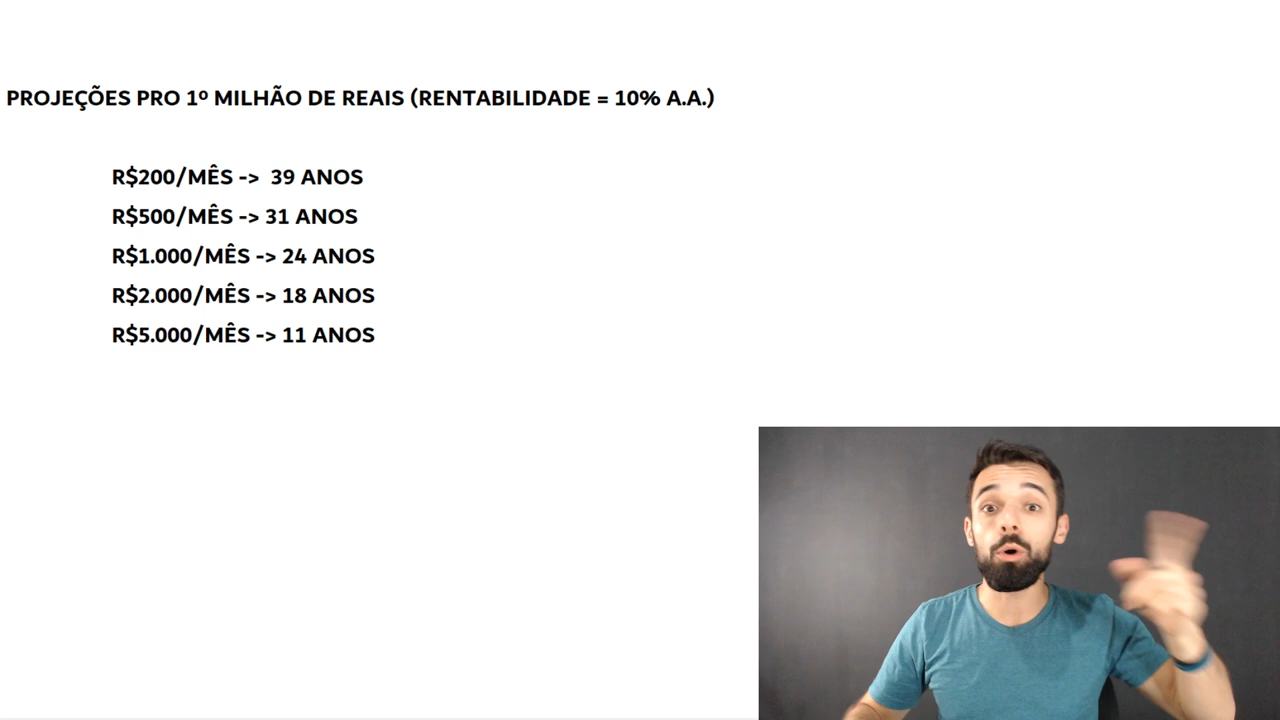 PROJEÇÕES PRO 1º MILHÃO DE REAIS (RENTABILIDADE = 10% A.A.)
R$200/MÊS -> 39 ANOS
R$500/MÊS -> 31 ANOS
R$1.000/MÊS -> 24 ANOS
R$2.000/MÊS -> 18 ANOS
R$5.000/MÊS -> 11 ANOS